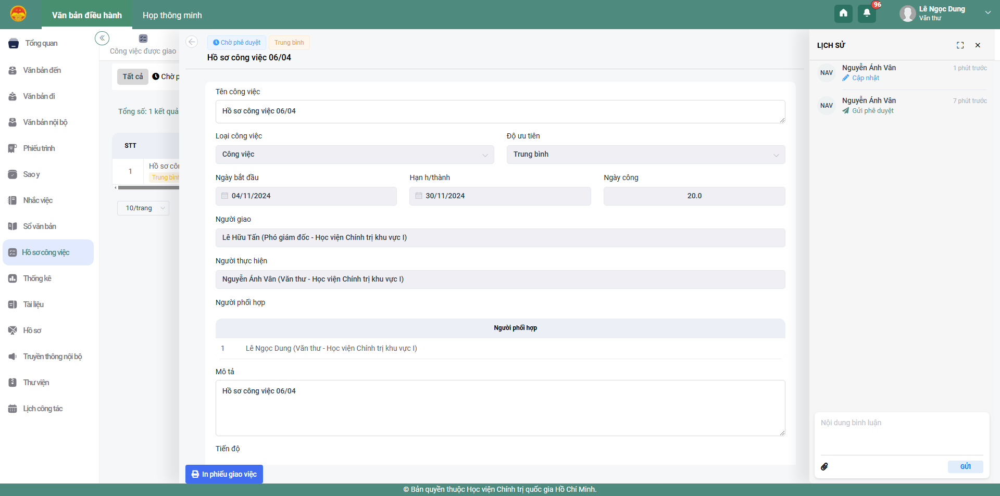 Văn bản điều hành
Họp thông minh
96
Lê Ngọc Dung
Văn thư
Tổng quan
Văn bản đến
Văn bản đi
Văn bản nội bộ
Phiếu trình
Sao y
Nhắc việc
Sổ văn bản
Hồ sơ công việc
Thống kê
Tài liệu
Hồ sơ
Truyền thông nội bộ
Thư viện
Lịch công tác
Công việc được giao
Tất cả
Chờ p
Tổng số: 1 kết quả
STT
1
Hồ sơ côn
Trung bình
10/trang
Chờ phê duyệt
Trung bình
Hồ sơ công việc 06/04
Tên công việc
Hồ sơ công việc 06/04
Loại công việc
Độ ưu tiên
Công việc
Trung bình
Ngày bắt đầu
Hạn h/thành
Ngày công
04/11/2024
30/11/2024
20.0
Người giao
Lê Hữu Tấn (Phó giám đốc - Học viện Chính trị khu vực I)
Người thực hiện
Nguyễn Ánh Vân (Văn thư - Học viện Chính trị khu vực I)
Người phối hợp
Người phối hợp
1 Lê Ngọc Dung (Văn thư - Học viện Chính trị khu vực I)
Mô tả
Hồ sơ công việc 06/04
Tiến độ
In phiếu giao việc
LỊCH SỬ
NAV
Nguyễn Ánh Vân
1 phút trước
Cập nhật
NAV
Nguyễn Ánh Vân
7 phút trước
Gửi phê duyệt
Nội dung bình luận
GỬI
© Bản quyền thuộc Học viện Chính trị quốc gia Hồ Chí Minh.